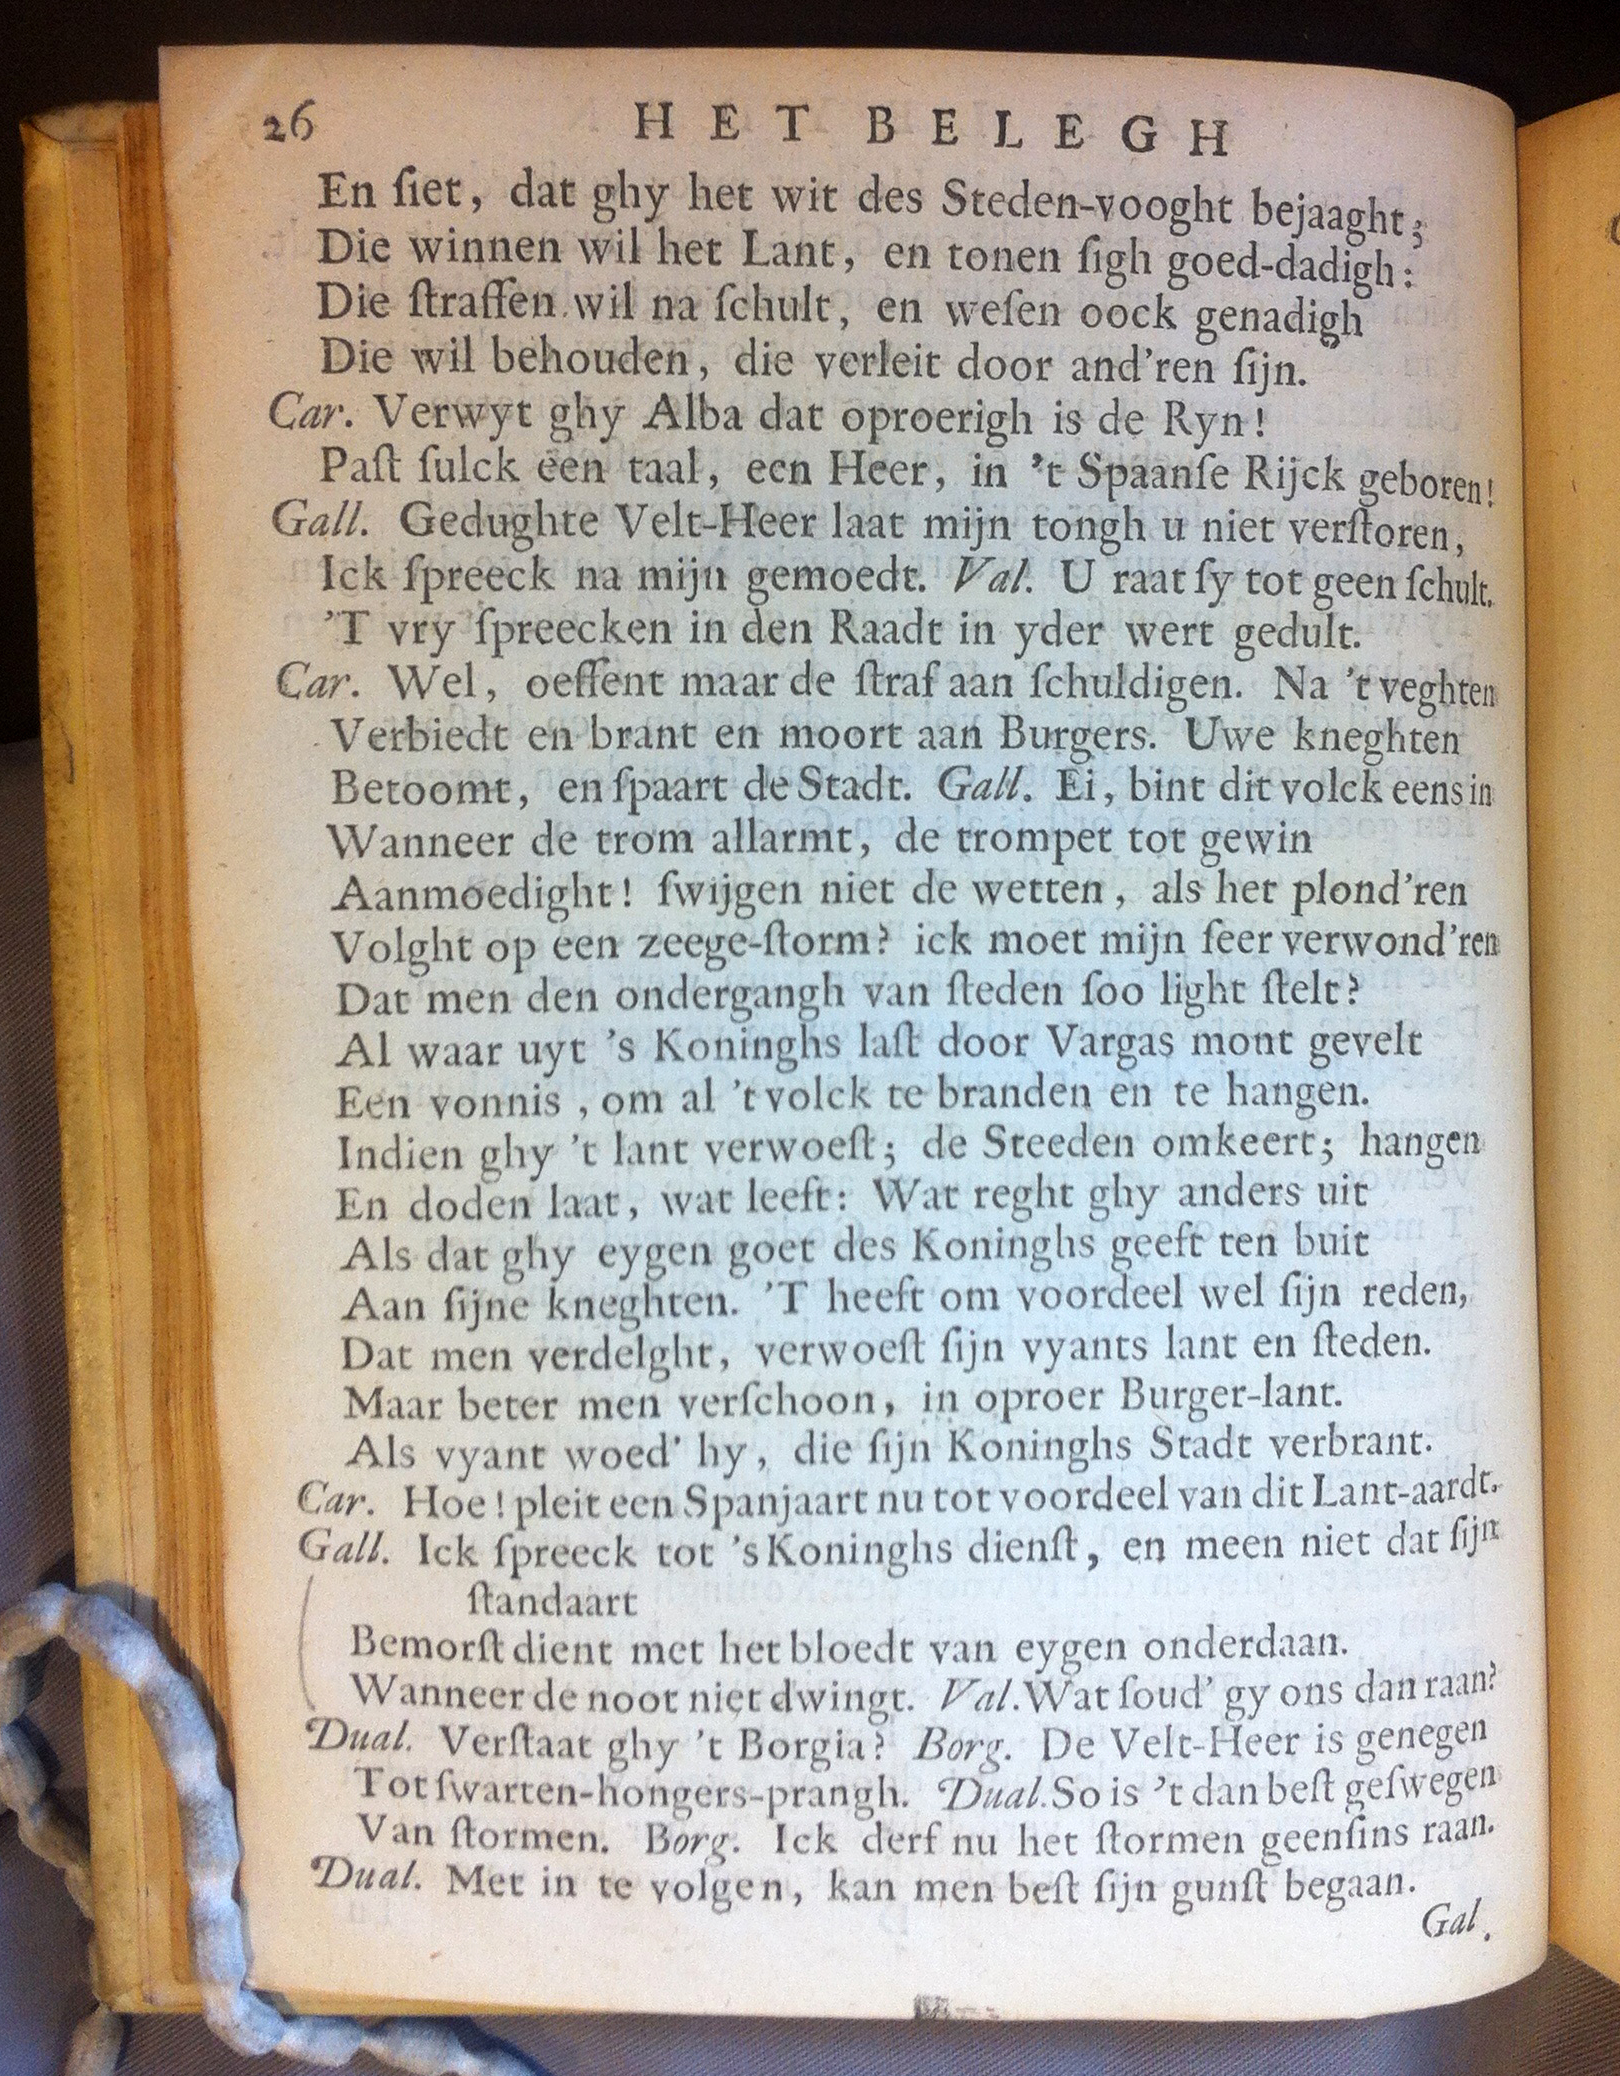 26 HET BELEGH
En ſiet, dat ghy het wit des Steden-vooght bejaaght;
Die winnen wil het Lant, en tonen ſigh goed-dadigh:
Die ſtraffen wil na ſchult, en weſen oock genadigh
Die wil behouden, die verleit door and'ren ſijn.
Car. Verwyt ghy Alba dat oproerigh is de Ryn!
Paſt ſulck een taal, een Heer, in 't Spaanſe Rijck geboren!
Gall. Gedughte Velt-Heer laat mijn tongh u niet verſtoren,
Ick ſpreeck na mijn gemoedt. Val. U raat ſy tot geen ſchult.
'T vry ſpreecken in den Raadt in yder wert gedult.
Car. Wel, oeffent maar de ſtraf aan ſchuldigen. Na 't veghten
Verbiedt en brant en moort aan Burgers. Uwe kneghten
Betoomt, en ſpaart de Stadt. Gall. Ei, bint dit volck eens in
Wanneer de trom allarmt, de trompet tot gewin
Aanmoedight! ſwijgen niet de wetten, als het plond'ren
Volght op een zeege-ſtorm? ick moet mijn ſeer verwond'ren
Dat men den ondergangh van ſteden ſoo light ſtelt?
Al waar uyt 's Koninghs laſt door Vargas mont gevelt
Een vonnis, om al 't volck te branden en te hangen.
Indien ghy 't lant verwoeſt; de Steeden omkeert; hangen
En doden laat, wat leeft: Wat reght ghy anders uit
Als dat ghy eygen goet des Koninghs geeft ten buit
Aan ſijne kneghten. 'T heeft om voordeel wel ſijn reden,
Dat men verdelght, verwoeſt ſijn vyants lant en ſteden.
Maar beter men verſchoon, in oproer Burger-lant.
Als vyant woed' hy, die ſijn Koninghs Stadt verbrant.
Car. Hoe! pleit een Spanjaart nu tot voordeel van dit Lant-aardt.
Gall. Ick ſpreeck tot 's Koninghs dienſt, en meen niet dat ſijn
ſtandaart
Bemorſt dient met het bloedt van eygen onderdaan.
Wanneer de noot niet dwingt. Val. Wat ſoud' gy ons dan raan?
Dual. Verſtaat ghy 't Borgia? Borg. De Velt-Heer is genegen
Tot ſwarten-hongers-prangh. Dual. So is 't dan beſt geſwegen
Van ſtormen. Borg. Ick derf nu het ſtormen geenſins raan.
Dual. Met in te volgen, kan men beſt ſijn gunſt begaan.
Gal.